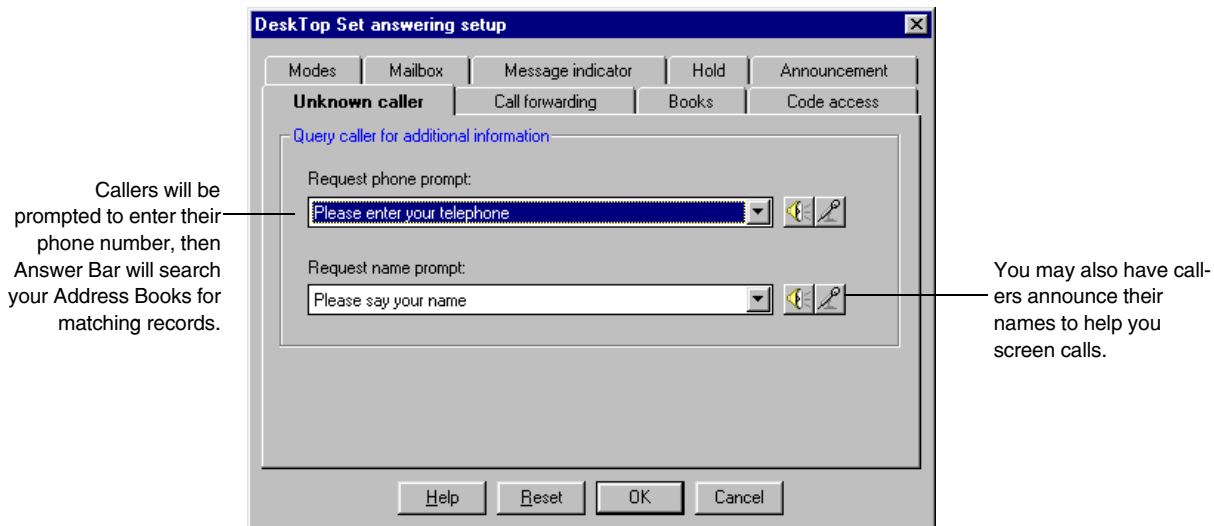 DeskTop Set answering setup
Modes Mailbox Message indicator Hold Announcement
Unknown caller Call forwarding Books Code access
Query caller for additional information
Request phone prompt:
Please enter your telephone
Request name prompt:
Please say your name
Help Reset OK Cancel
Callers will be
prompted to enter their
phone number, then
Answer Bar will search
your Address Books for
matching records.
You may also have call-
ers announce their
names to help you
screen calls.